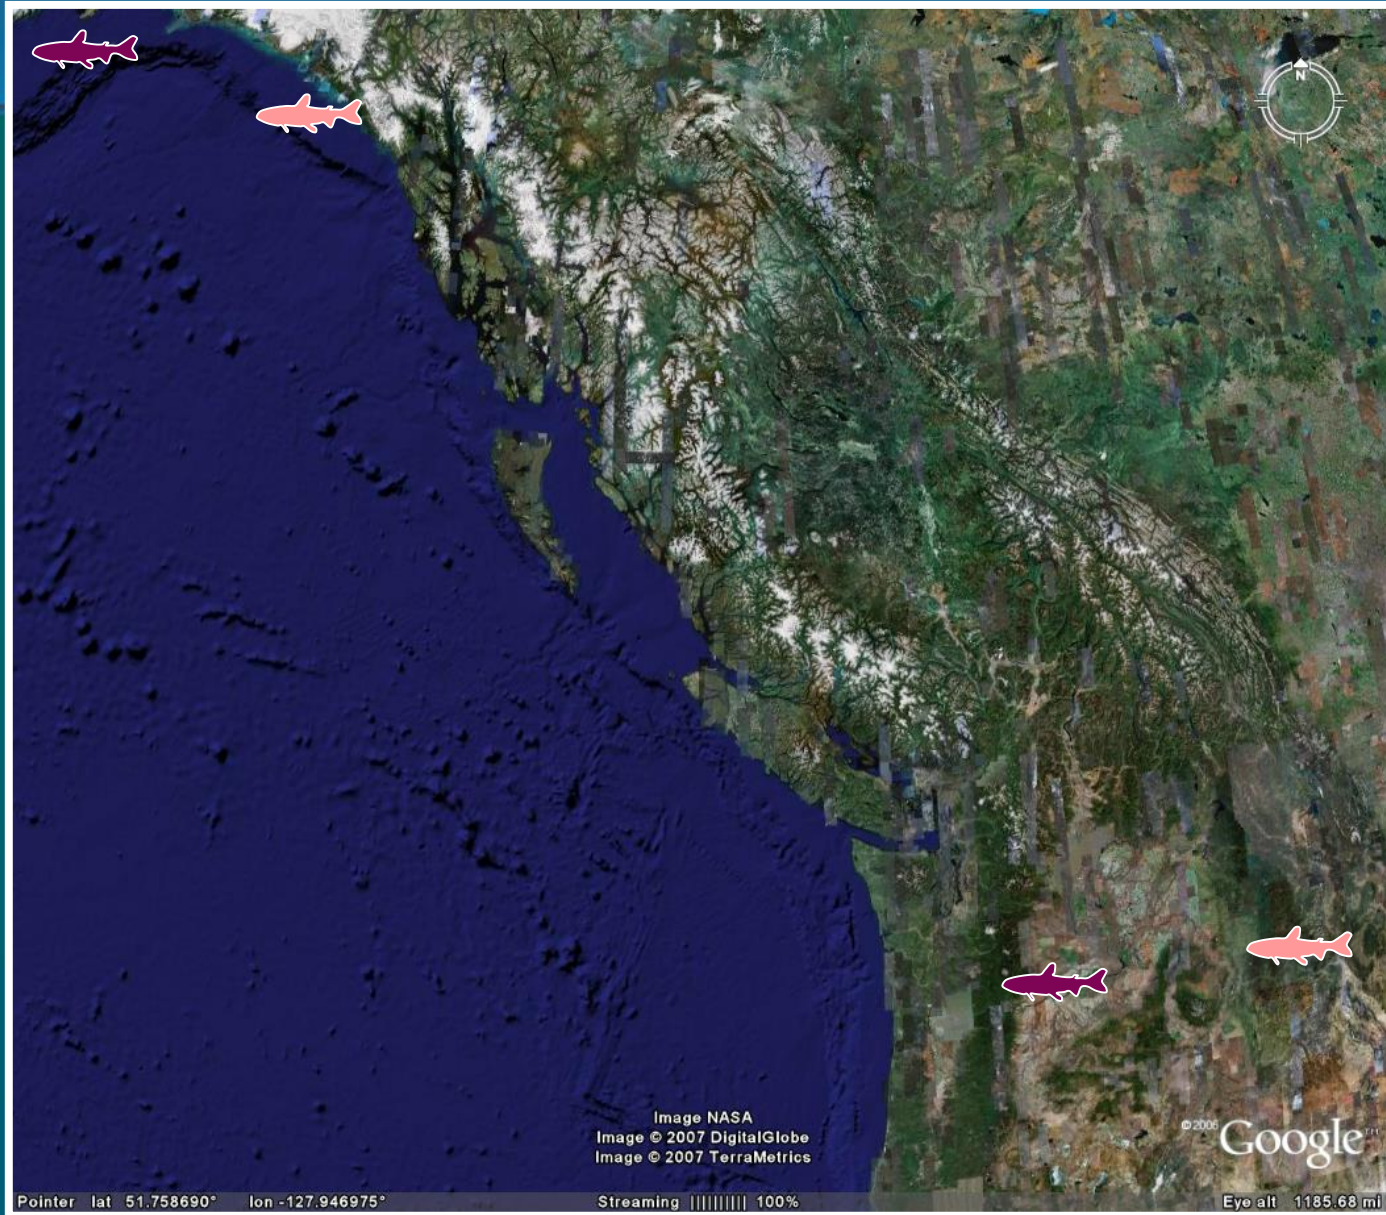 N
Image NASA
Image © 2007 DigitalGlobe
Image © 2007 TerraMetrics
©2006 Google™
Pointer lat 51.758690° lon -127.946975° Streaming |||||||||| 100% Eye alt 1185.68 mi